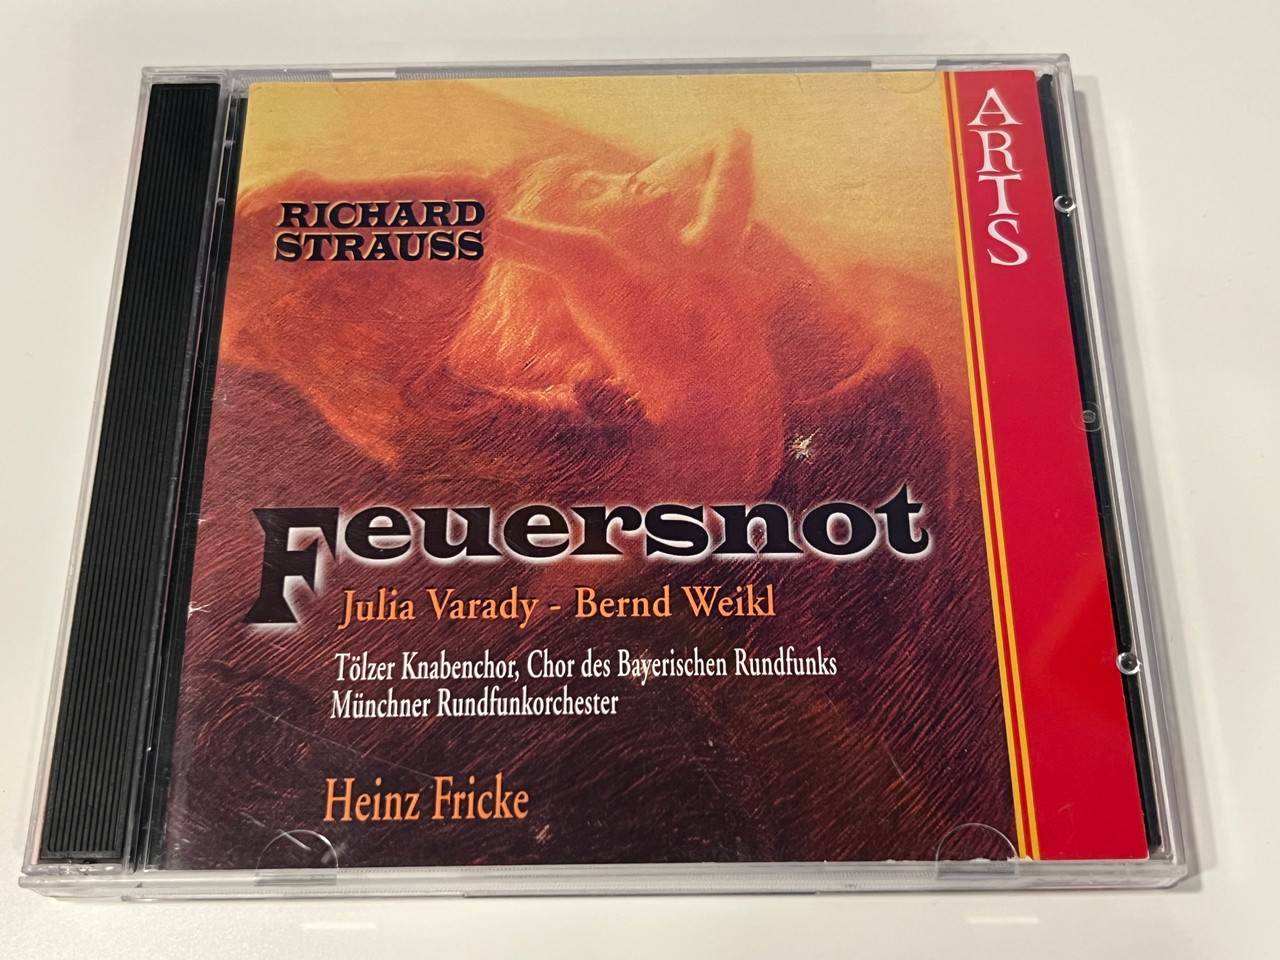 RICHARD
STRAUSS
ARTS
Feuersnot
Julia Varady - Bernd Weikl
Tölzer Knabenchor, Chor des Bayerischen Rundfunks
Münchner Rundfunkorchester
Heinz Fricke